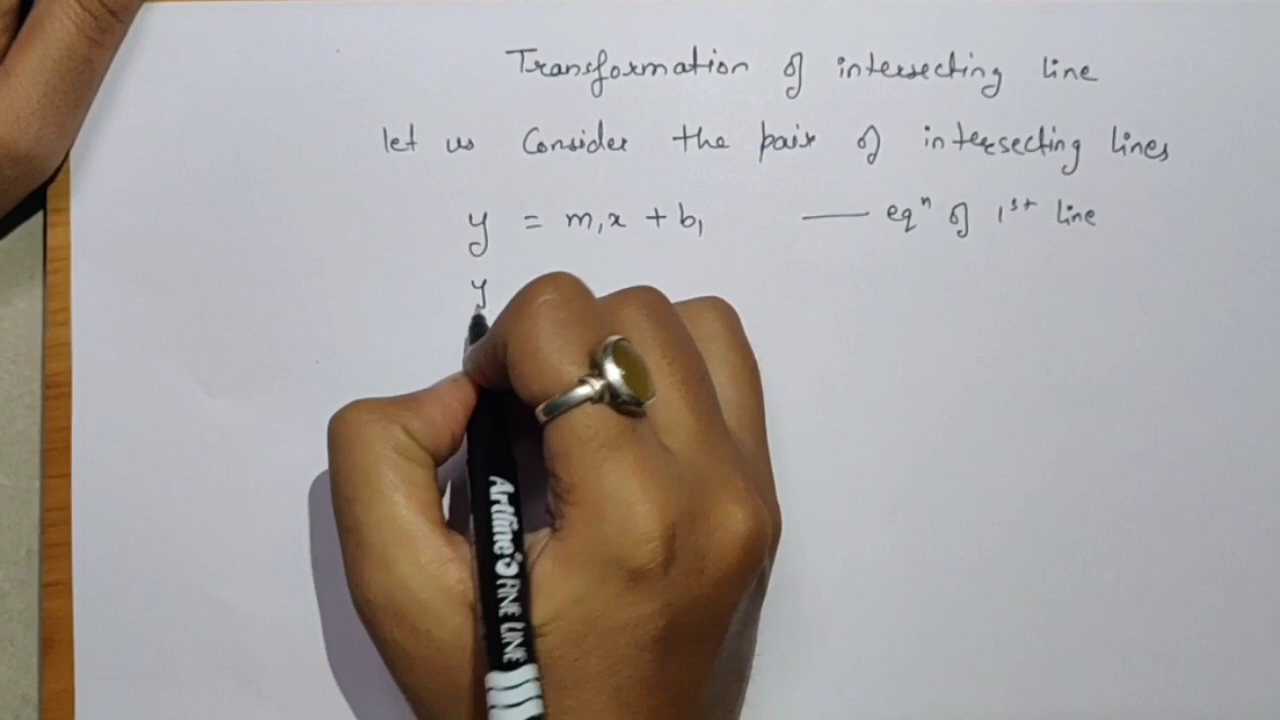 Transformation of intersecting line
let us Consider the pair of intersecting lines
y = m₁x + b₁ —— eqⁿ of 1ˢᵗ line
y
Artline FINE LINE